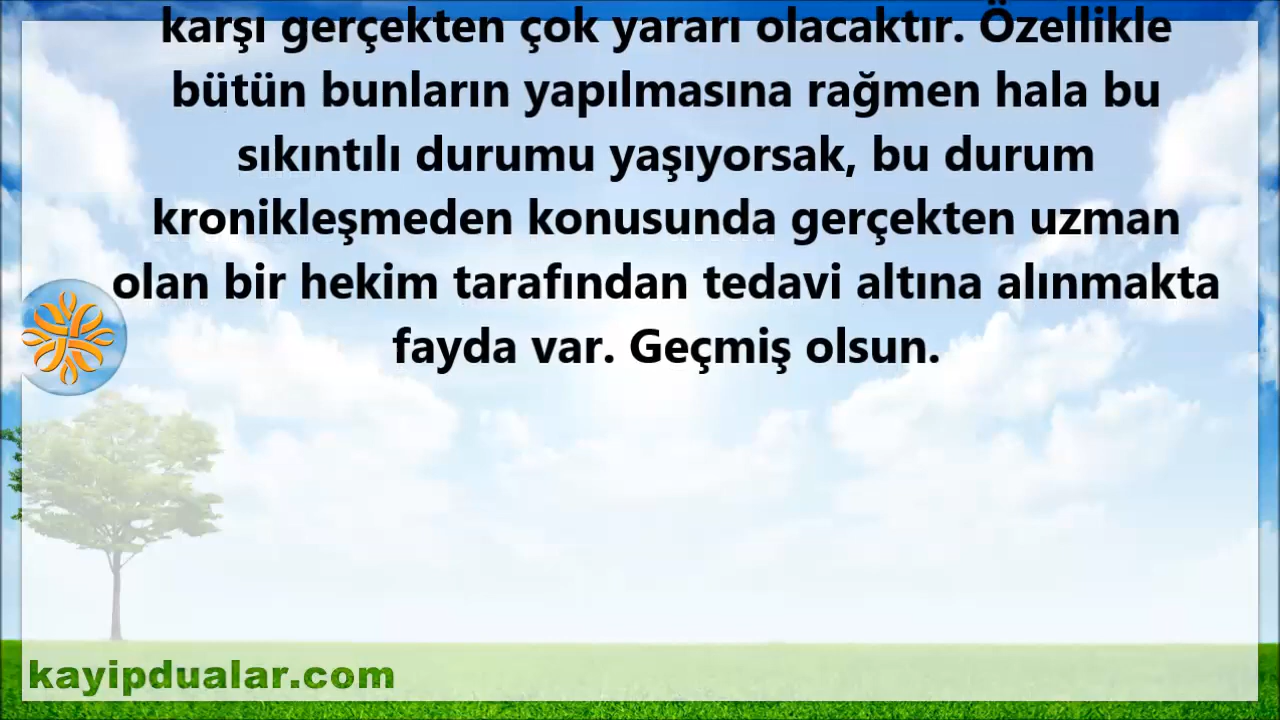 karşı gerçekten çok yararı olacaktır. Özellikle
bütün bunların yapılmasına rağmen hala bu
sıkıntılı durumu yaşıyorsak, bu durum
kronikleşmeden konusunda gerçekten uzman
olan bir hekim tarafından tedavi altına alınmakta
fayda var. Geçmiş olsun.
kayipdualar.com